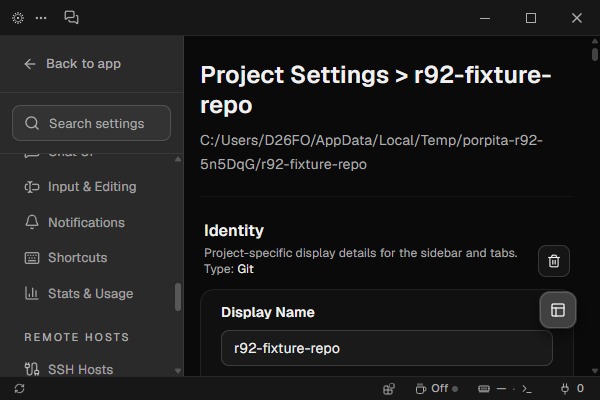 Back to app
Search settings
Input & Editing
Notifications
Shortcuts
Stats & Usage
REMOTE HOSTS
SSH Hosts
Project Settings > r92-fixture-
repo
C:/Users/D26FO/AppData/Local/Temp/porpita-r92-
5n5DqG/r92-fixture-repo
Identity
Project-specific display details for the sidebar and tabs.
Type: Git
Display Name
r92-fixture-repo
Off
0